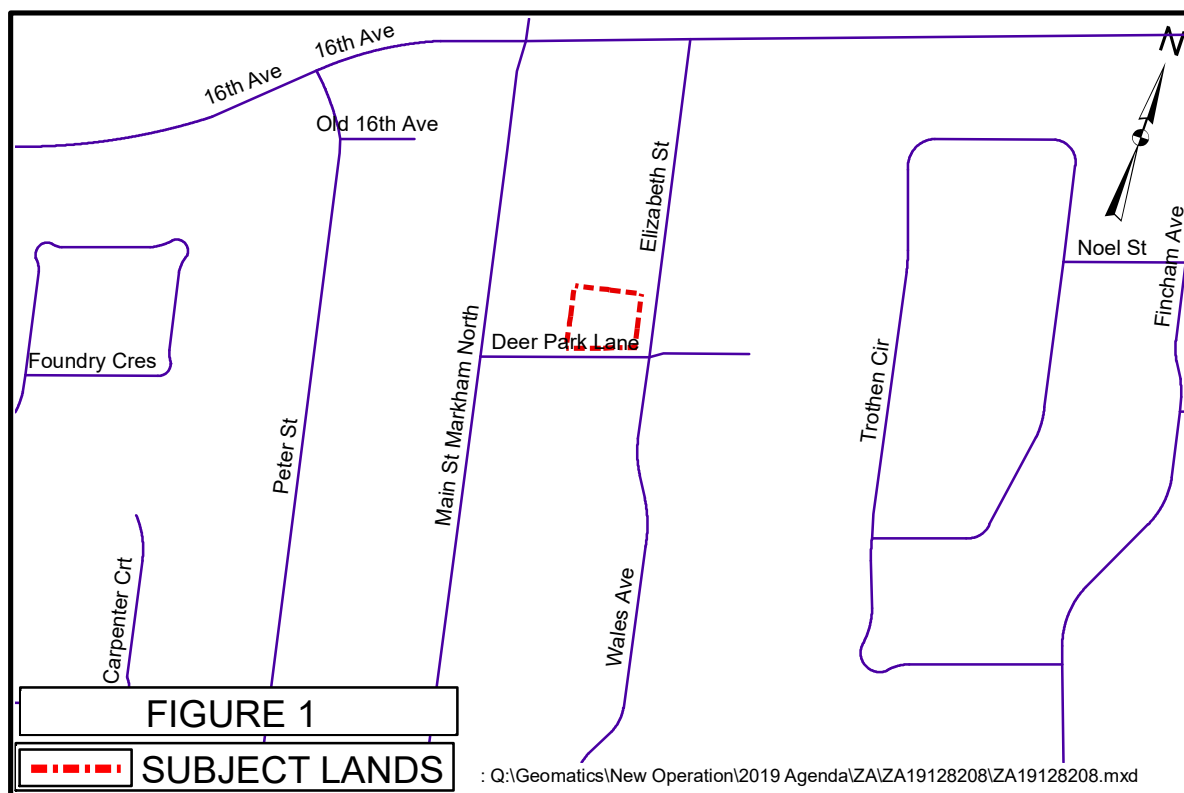 16th Ave
16th Ave
N
Old 16th Ave
Elizabeth St
Noel St
Fincham Ave
Deer Park Lane
Main St Markham North
Foundry Cres
Trothen Cir
Peter St
Carpenter Crt
Wales Ave
FIGURE 1
SUBJECT LANDS
: Q:\Geomatics\New Operation\2019 Agenda\ZA\ZA19128208\ZA19128208.mxd